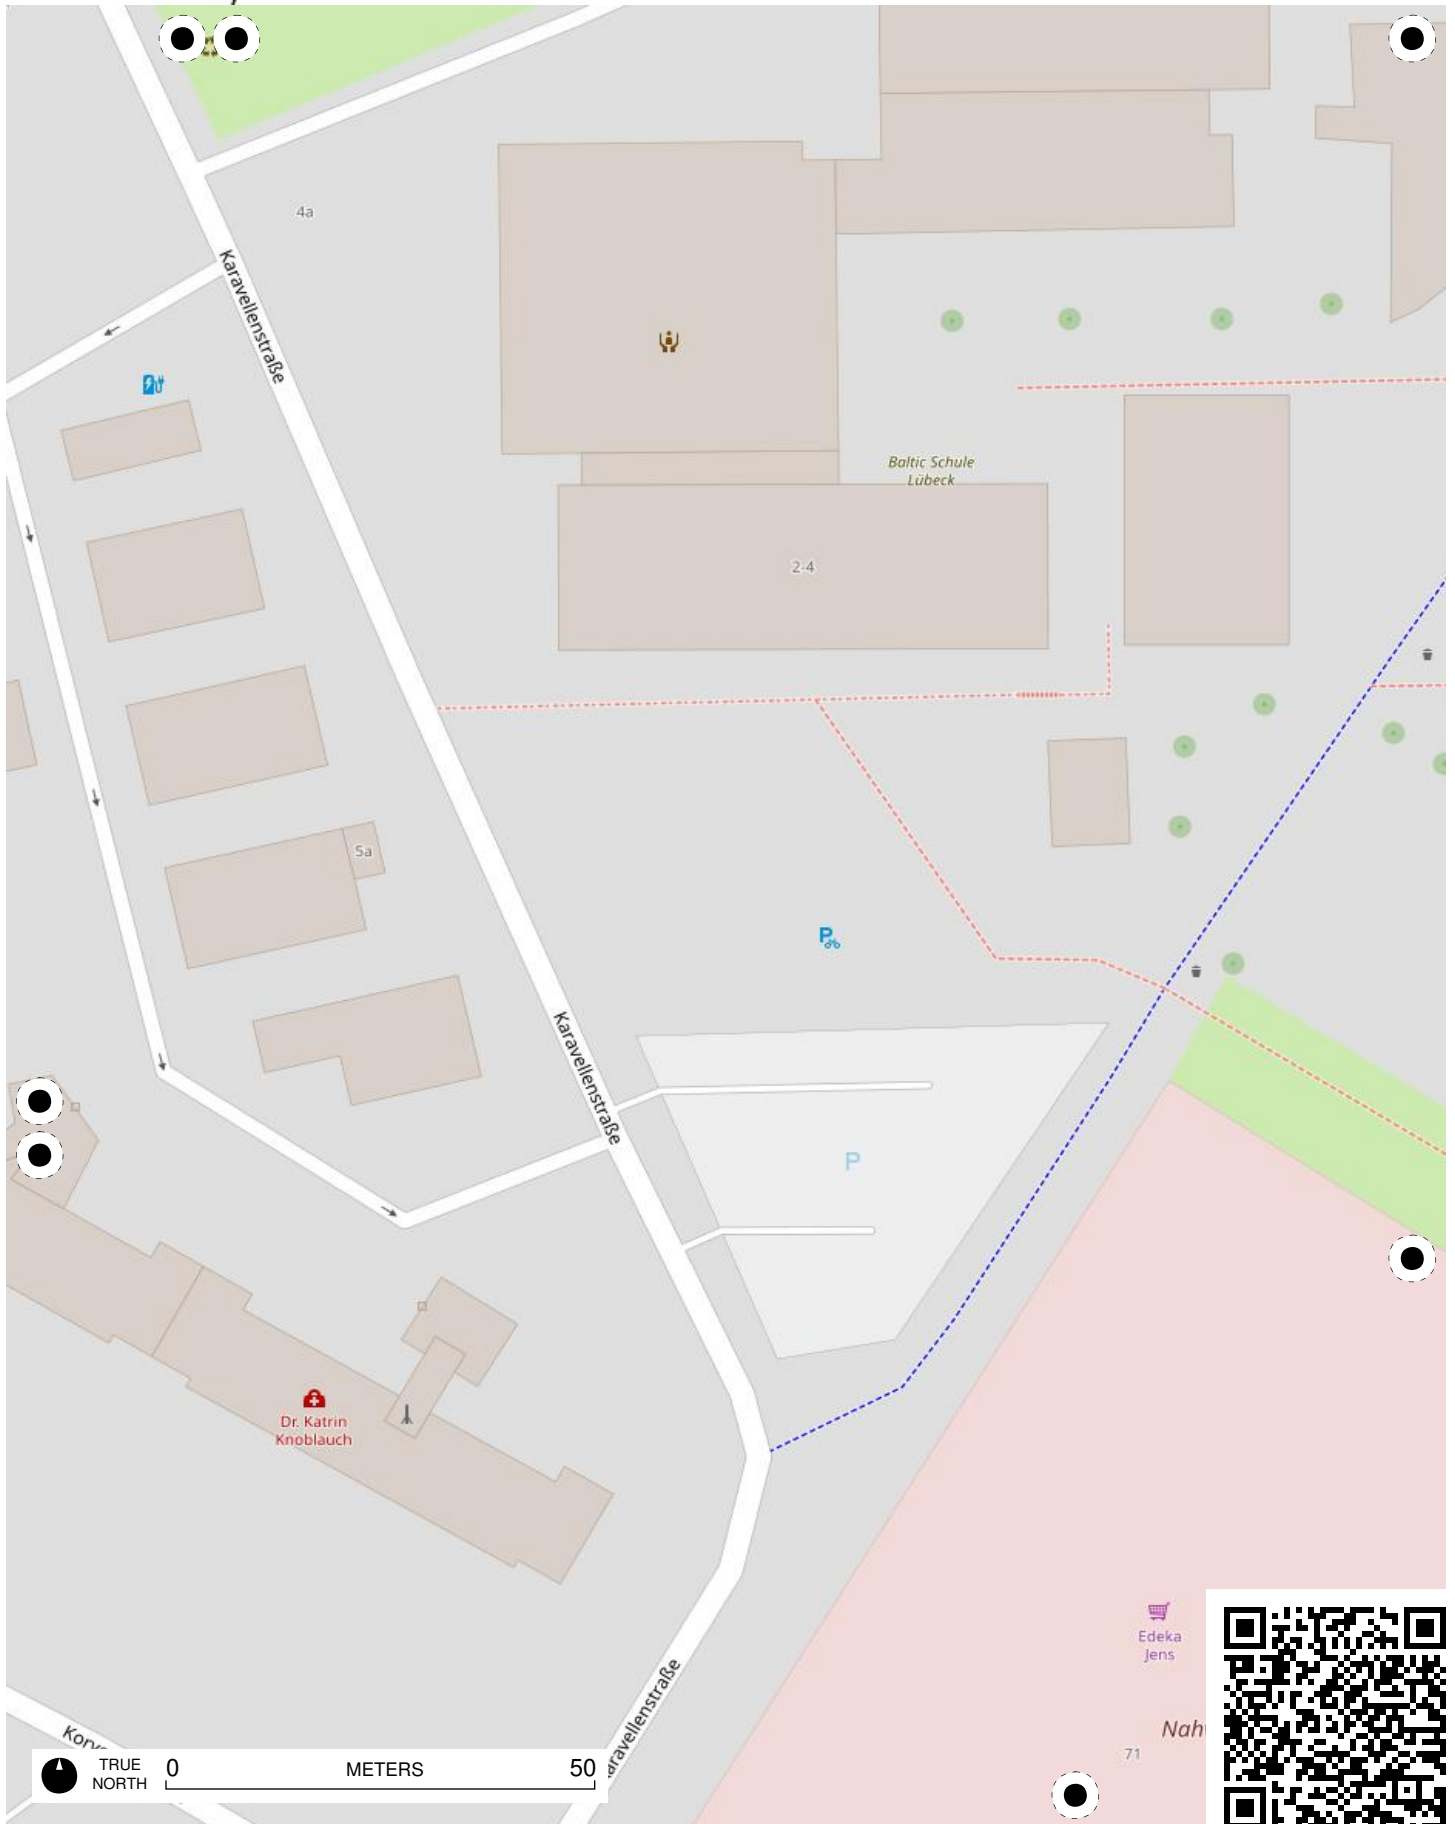 4a
Karavellenstraße
Baltic Schule
Lübeck
2-4
5a
P
Karavellenstraße
P
Dr. Katrin
Knoblauch
Edeka
Jens
71
TRUE
NORTH
0 METERS 50